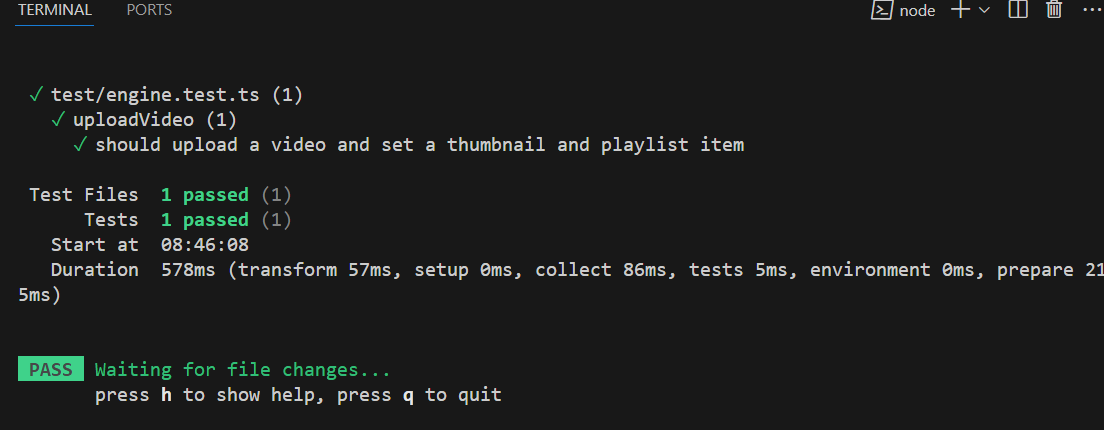 TERMINAL PORTS node
✓ test/engine.test.ts (1)
✓ uploadVideo (1)
✓ should upload a video and set a thumbnail and playlist item
Test Files 1 passed (1)
Tests 1 passed (1)
Start at 08:46:08
Duration 578ms (transform 57ms, setup 0ms, collect 86ms, tests 5ms, environment 0ms, prepare 21
5ms)
PASS Waiting for file changes...
press h to show help, press q to quit